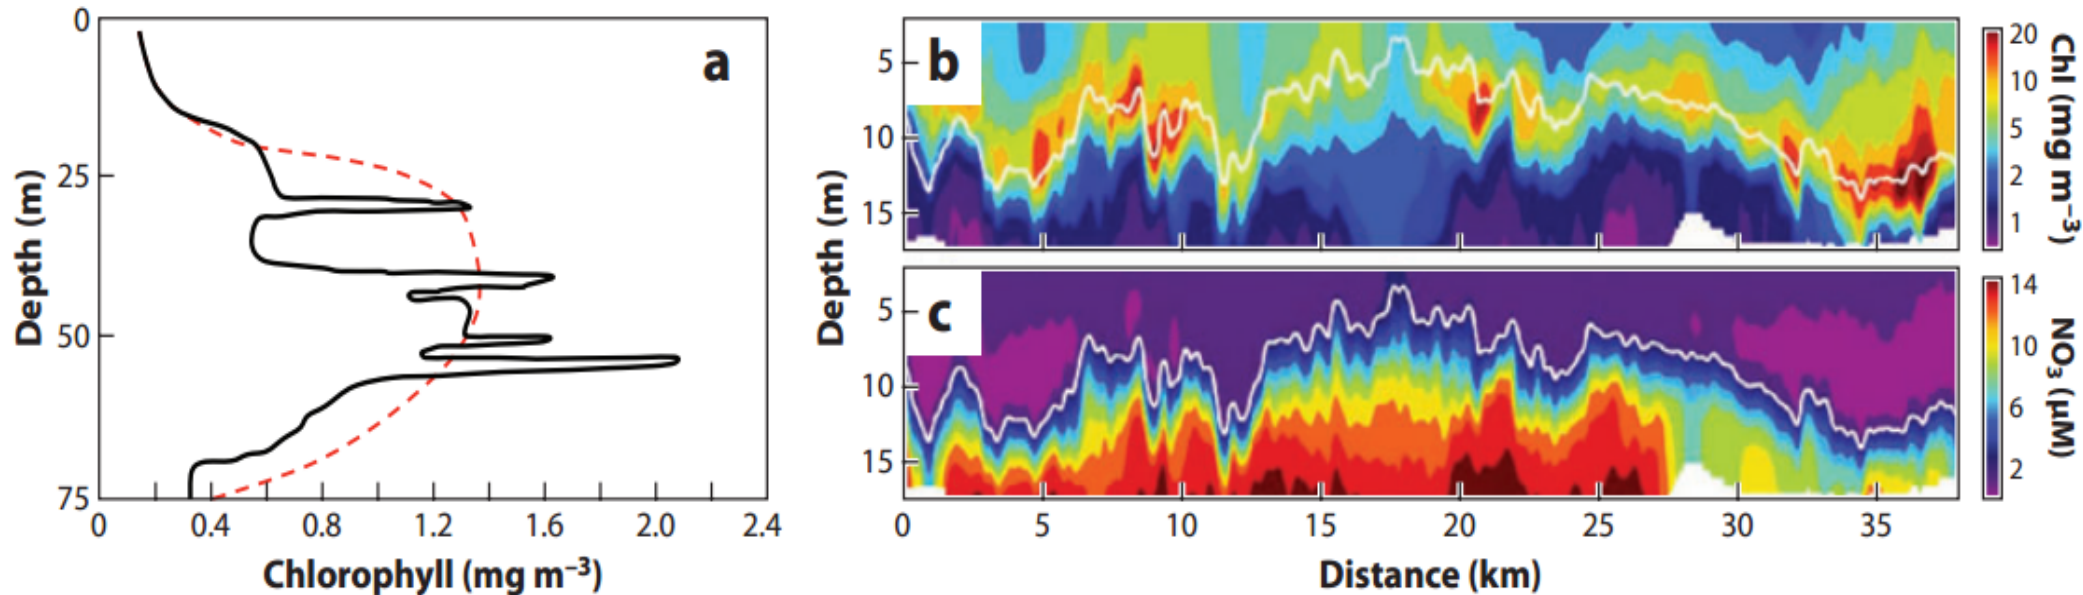 a
0
25
50
75
Depth (m)
0 0.4 0.8 1.2 1.6 2.0 2.4
Chlorophyll (mg m⁻³)
b
5
10
15
Depth (m)
20
10
5
2
1
Chl (mg m⁻³)
c
5
10
15
0 5 10 15 20 25 30 35
Distance (km)
14
10
6
2
NO₃ (μM)